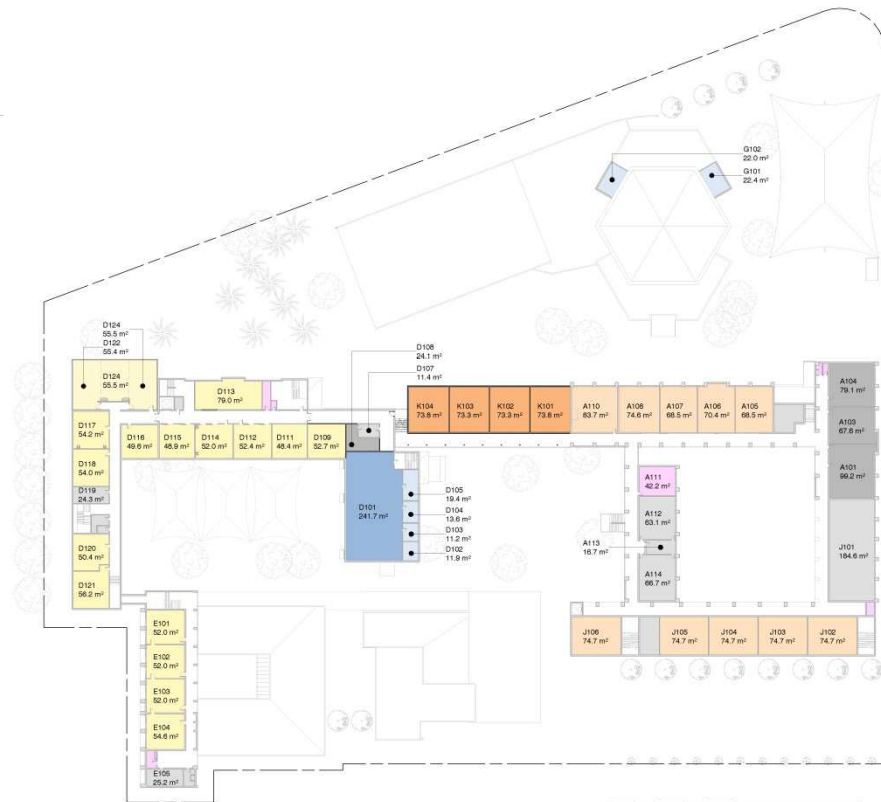 G102
22.0 m²
G101
22.4 m²
D124
55.5 m²
D122
55.4 m²
D124
55.5 m²
D108
24.1 m²
D107
11.4 m²
D113
79.0 m²
K104
73.8 m²
K103
73.3 m²
K102
73.3 m²
K101
73.8 m²
A110
83.7 m²
A108
74.6 m²
A107
68.5 m²
A106
70.4 m²
A105
68.5 m²
A104
79.1 m²
A103
67.6 m²
A101
99.2 m²
D117
54.2 m²
D116
49.6 m²
D115
48.9 m²
D114
52.0 m²
D112
52.4 m²
D111
48.4 m²
D109
52.7 m²
D118
54.0 m²
D119
24.3 m²
D120
50.4 m²
D121
56.2 m²
D101
241.7 m²
D105
19.4 m²
D104
13.6 m²
D103
11.2 m²
D102
11.9 m²
A111
42.2 m²
A112
63.1 m²
A113
16.7 m²
A114
66.7 m²
J101
184.6 m²
J106
74.7 m²
J105
74.7 m²
J104
74.7 m²
J103
74.7 m²
J102
74.7 m²
E101
52.0 m²
E102
52.0 m²
E103
52.0 m²
E104
54.6 m²
E105
25.2 m²